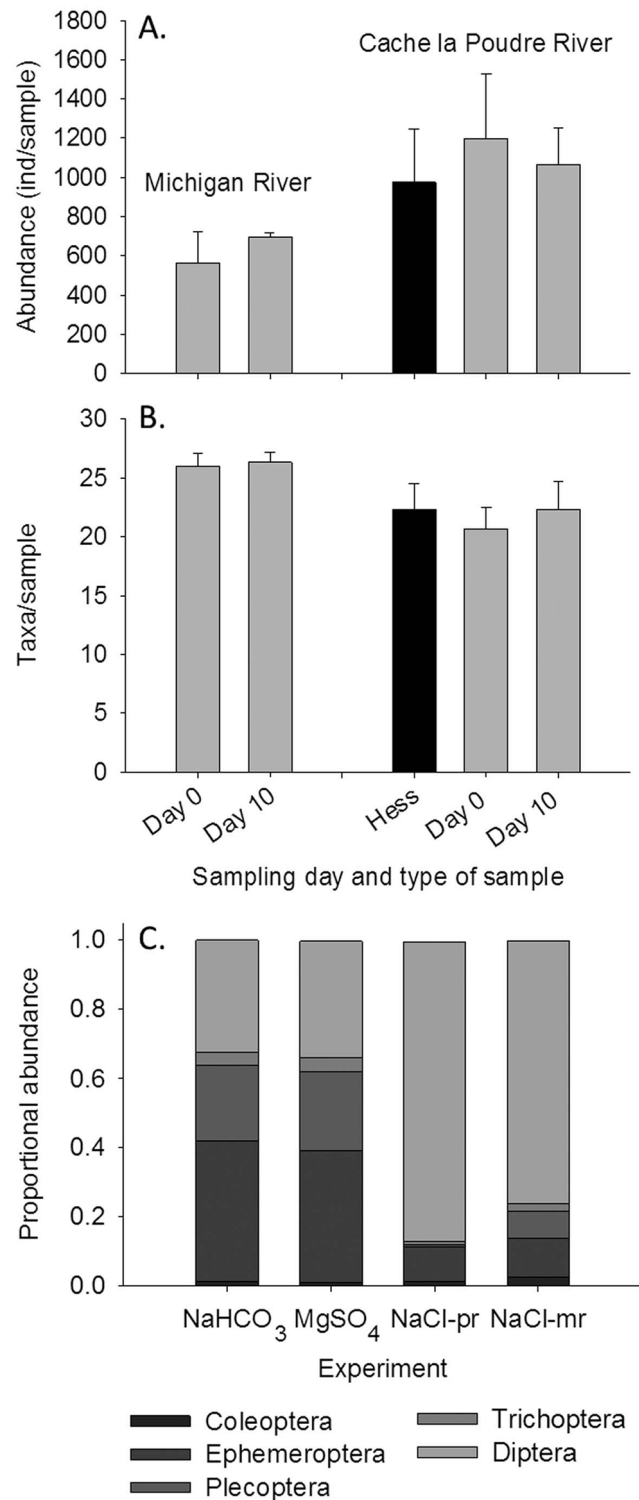 A.
Cache la Poudre River
Michigan River
Abundance (ind/sample)
1800
1600
1400
1200
1000
800
600
400
200
0
B.
Taxa/sample
30
25
20
15
10
5
0
Day 0
Day 10
Hess
Day 0
Day 10
Sampling day and type of sample
C.
Proportional abundance
1.0
0.8
0.6
0.4
0.2
0.0
NaHCO3 MgSO4 NaCl-pr NaCl-mr
Experiment
Coleoptera
Ephemeroptera
Plecoptera
Trichoptera
Diptera